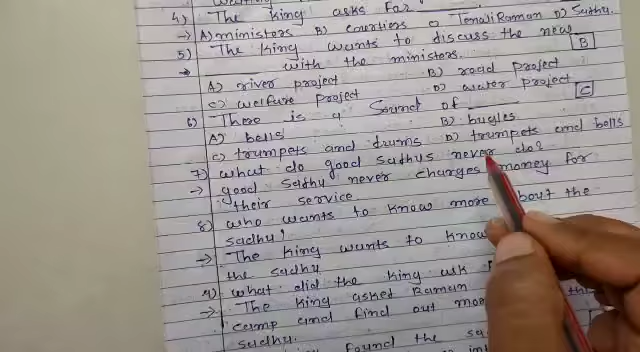 4) The king asks for
→ A) ministers B) courtiers c) Tenali Raman D) Sadhu.
5) The king wants to discuss the new
with the ministers. [B]
A) river project B) road project
c) welfare project D) water project
6) There is a sound of [C]
A) bells B) bugles
c) trumpets and drums D) trumpets and bells
7) what do good sadhus never do?
→ good sadhu never charges money for
their service
8) who wants to know more about the
sadhu?
→ The king wants to know
the sadhu
9) what did the king ask
→ The king asked Raman
camp and find out the
sadhu.
found the